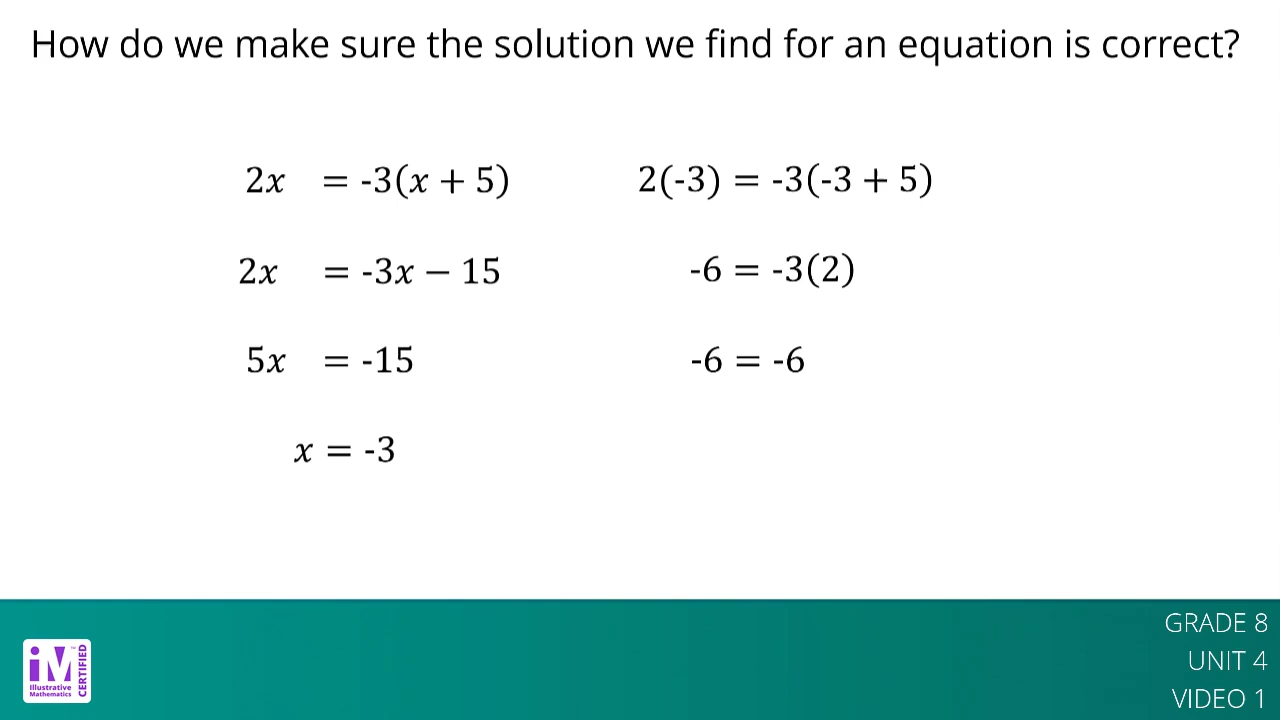 How do we make sure the solution we find for an equation is correct?
2x = -3(x + 5)
2x = -3x – 15
5x = -15
x = -3
2(-3) = -3(-3 + 5)
-6 = -3(2)
-6 = -6
iM™
Illustrative
Mathematics
CERTIFIED
GRADE 8
UNIT 4
VIDEO 1